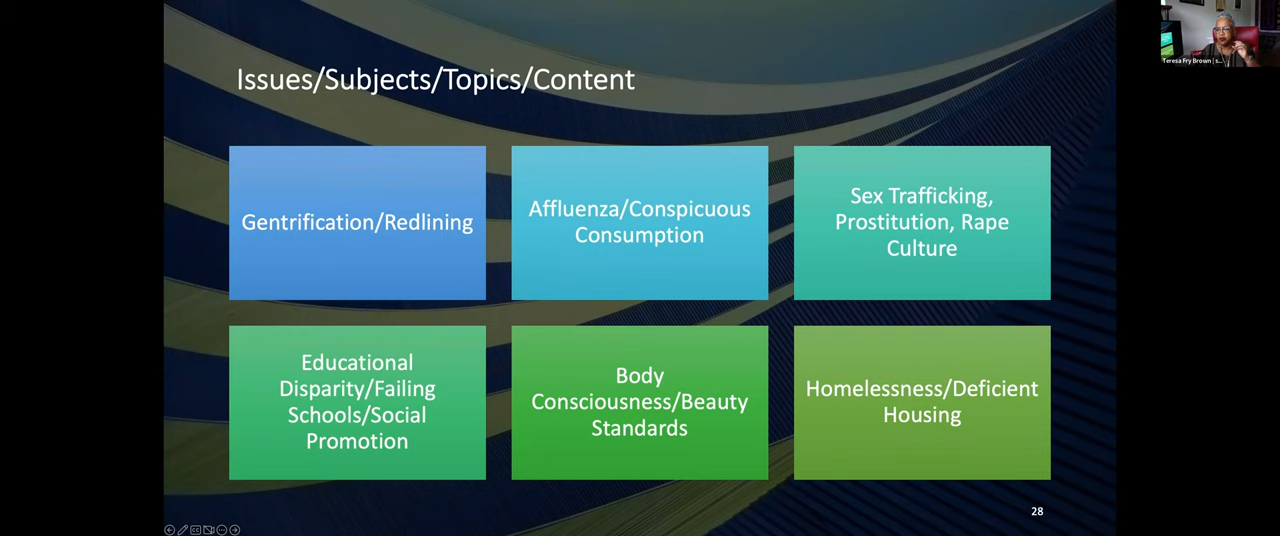 Issues/Subjects/Topics/Content
Teresa Fry Brown | s...
Gentrification/Redlining
Affluenza/Conspicuous
Consumption
Sex Trafficking,
Prostitution, Rape
Culture
Educational
Disparity/Failing
Schools/Social
Promotion
Body
Consciousness/Beauty
Standards
Homelessness/Deficient
Housing
28